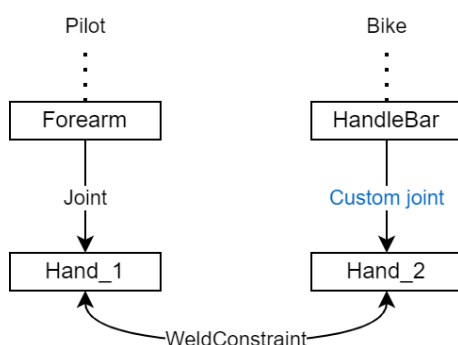 Pilot
Bike
Forearm
HandleBar
Joint
Custom joint
Hand_1
Hand_2
WeldConstraint